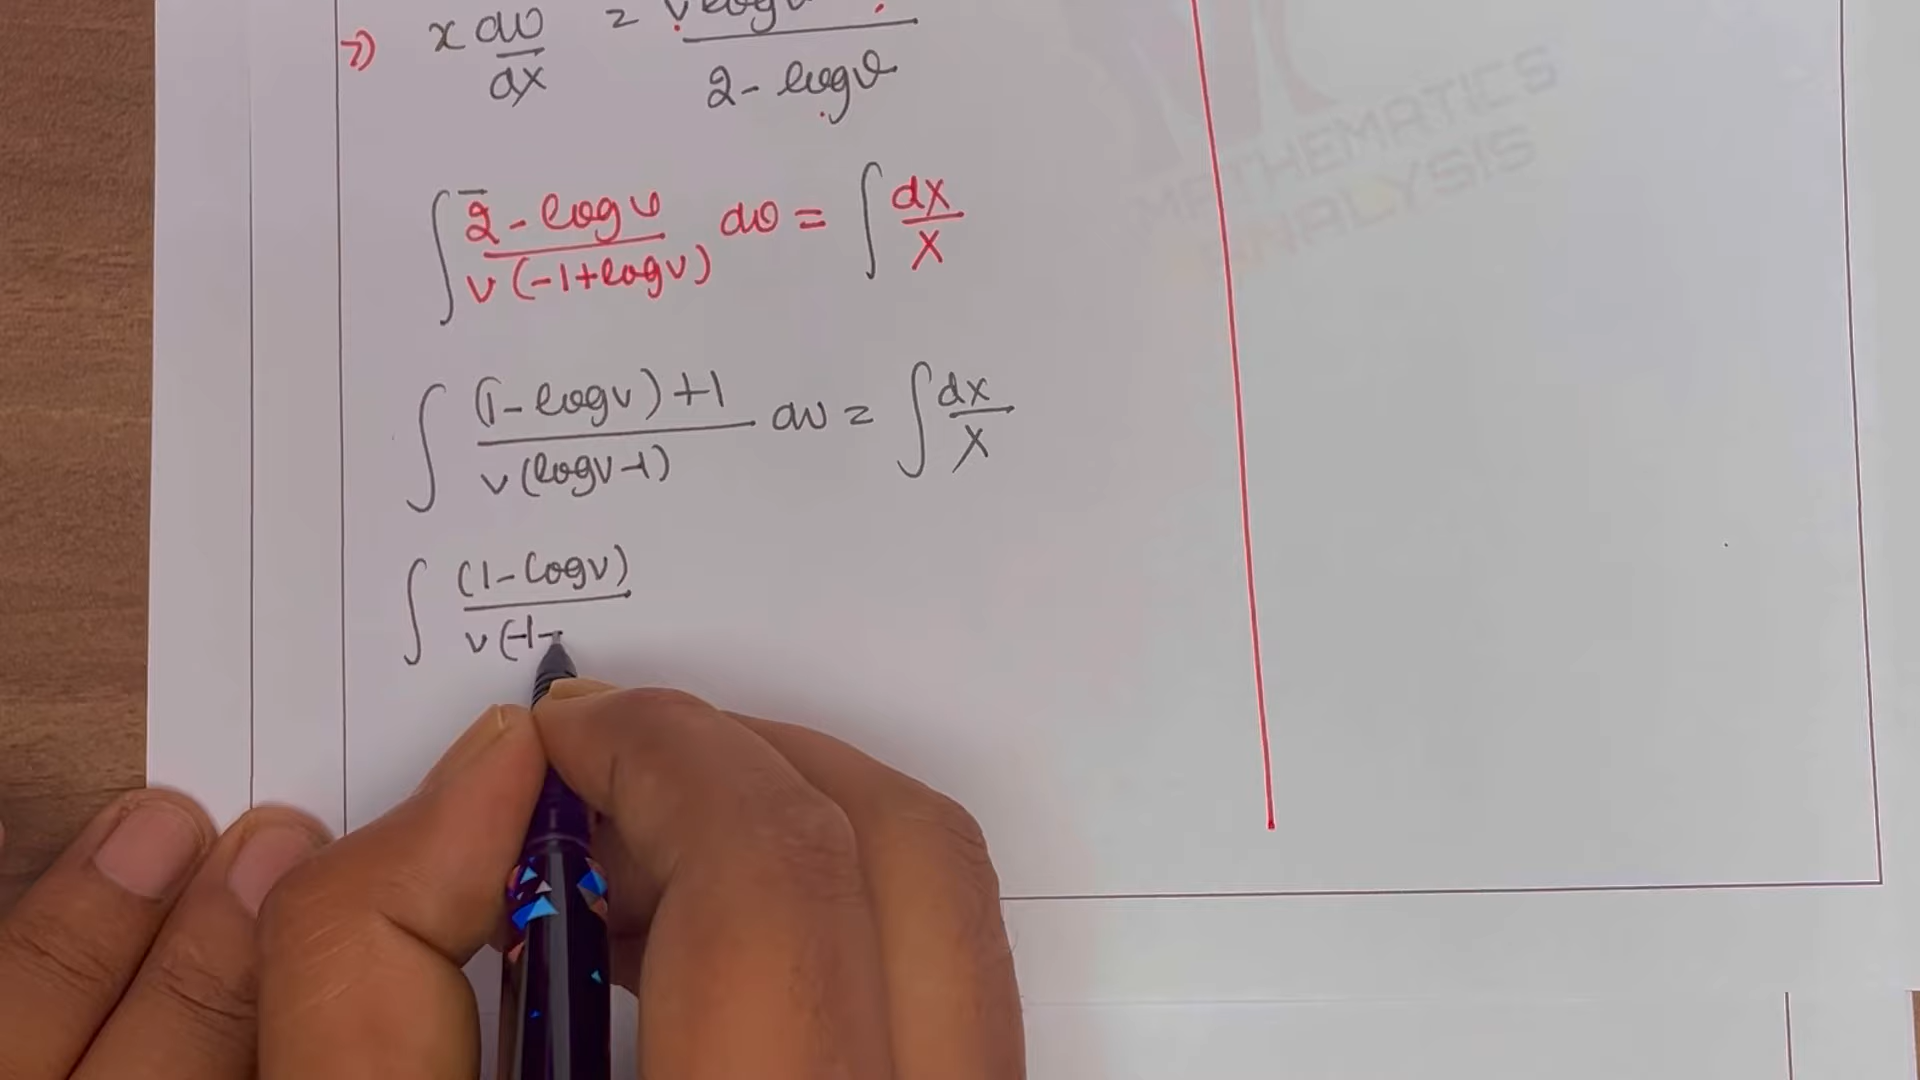 ⇒) x dv/dx = v log v / 2 - log v
∫ 2 - log v / v (-1+log v) dv = ∫ dx/x
∫ (1 - log v) + 1 / v (log v - 1) dv = ∫ dx/x
∫ (1 - log v) / v (-1-
MATHEMATICS
ANALYSIS